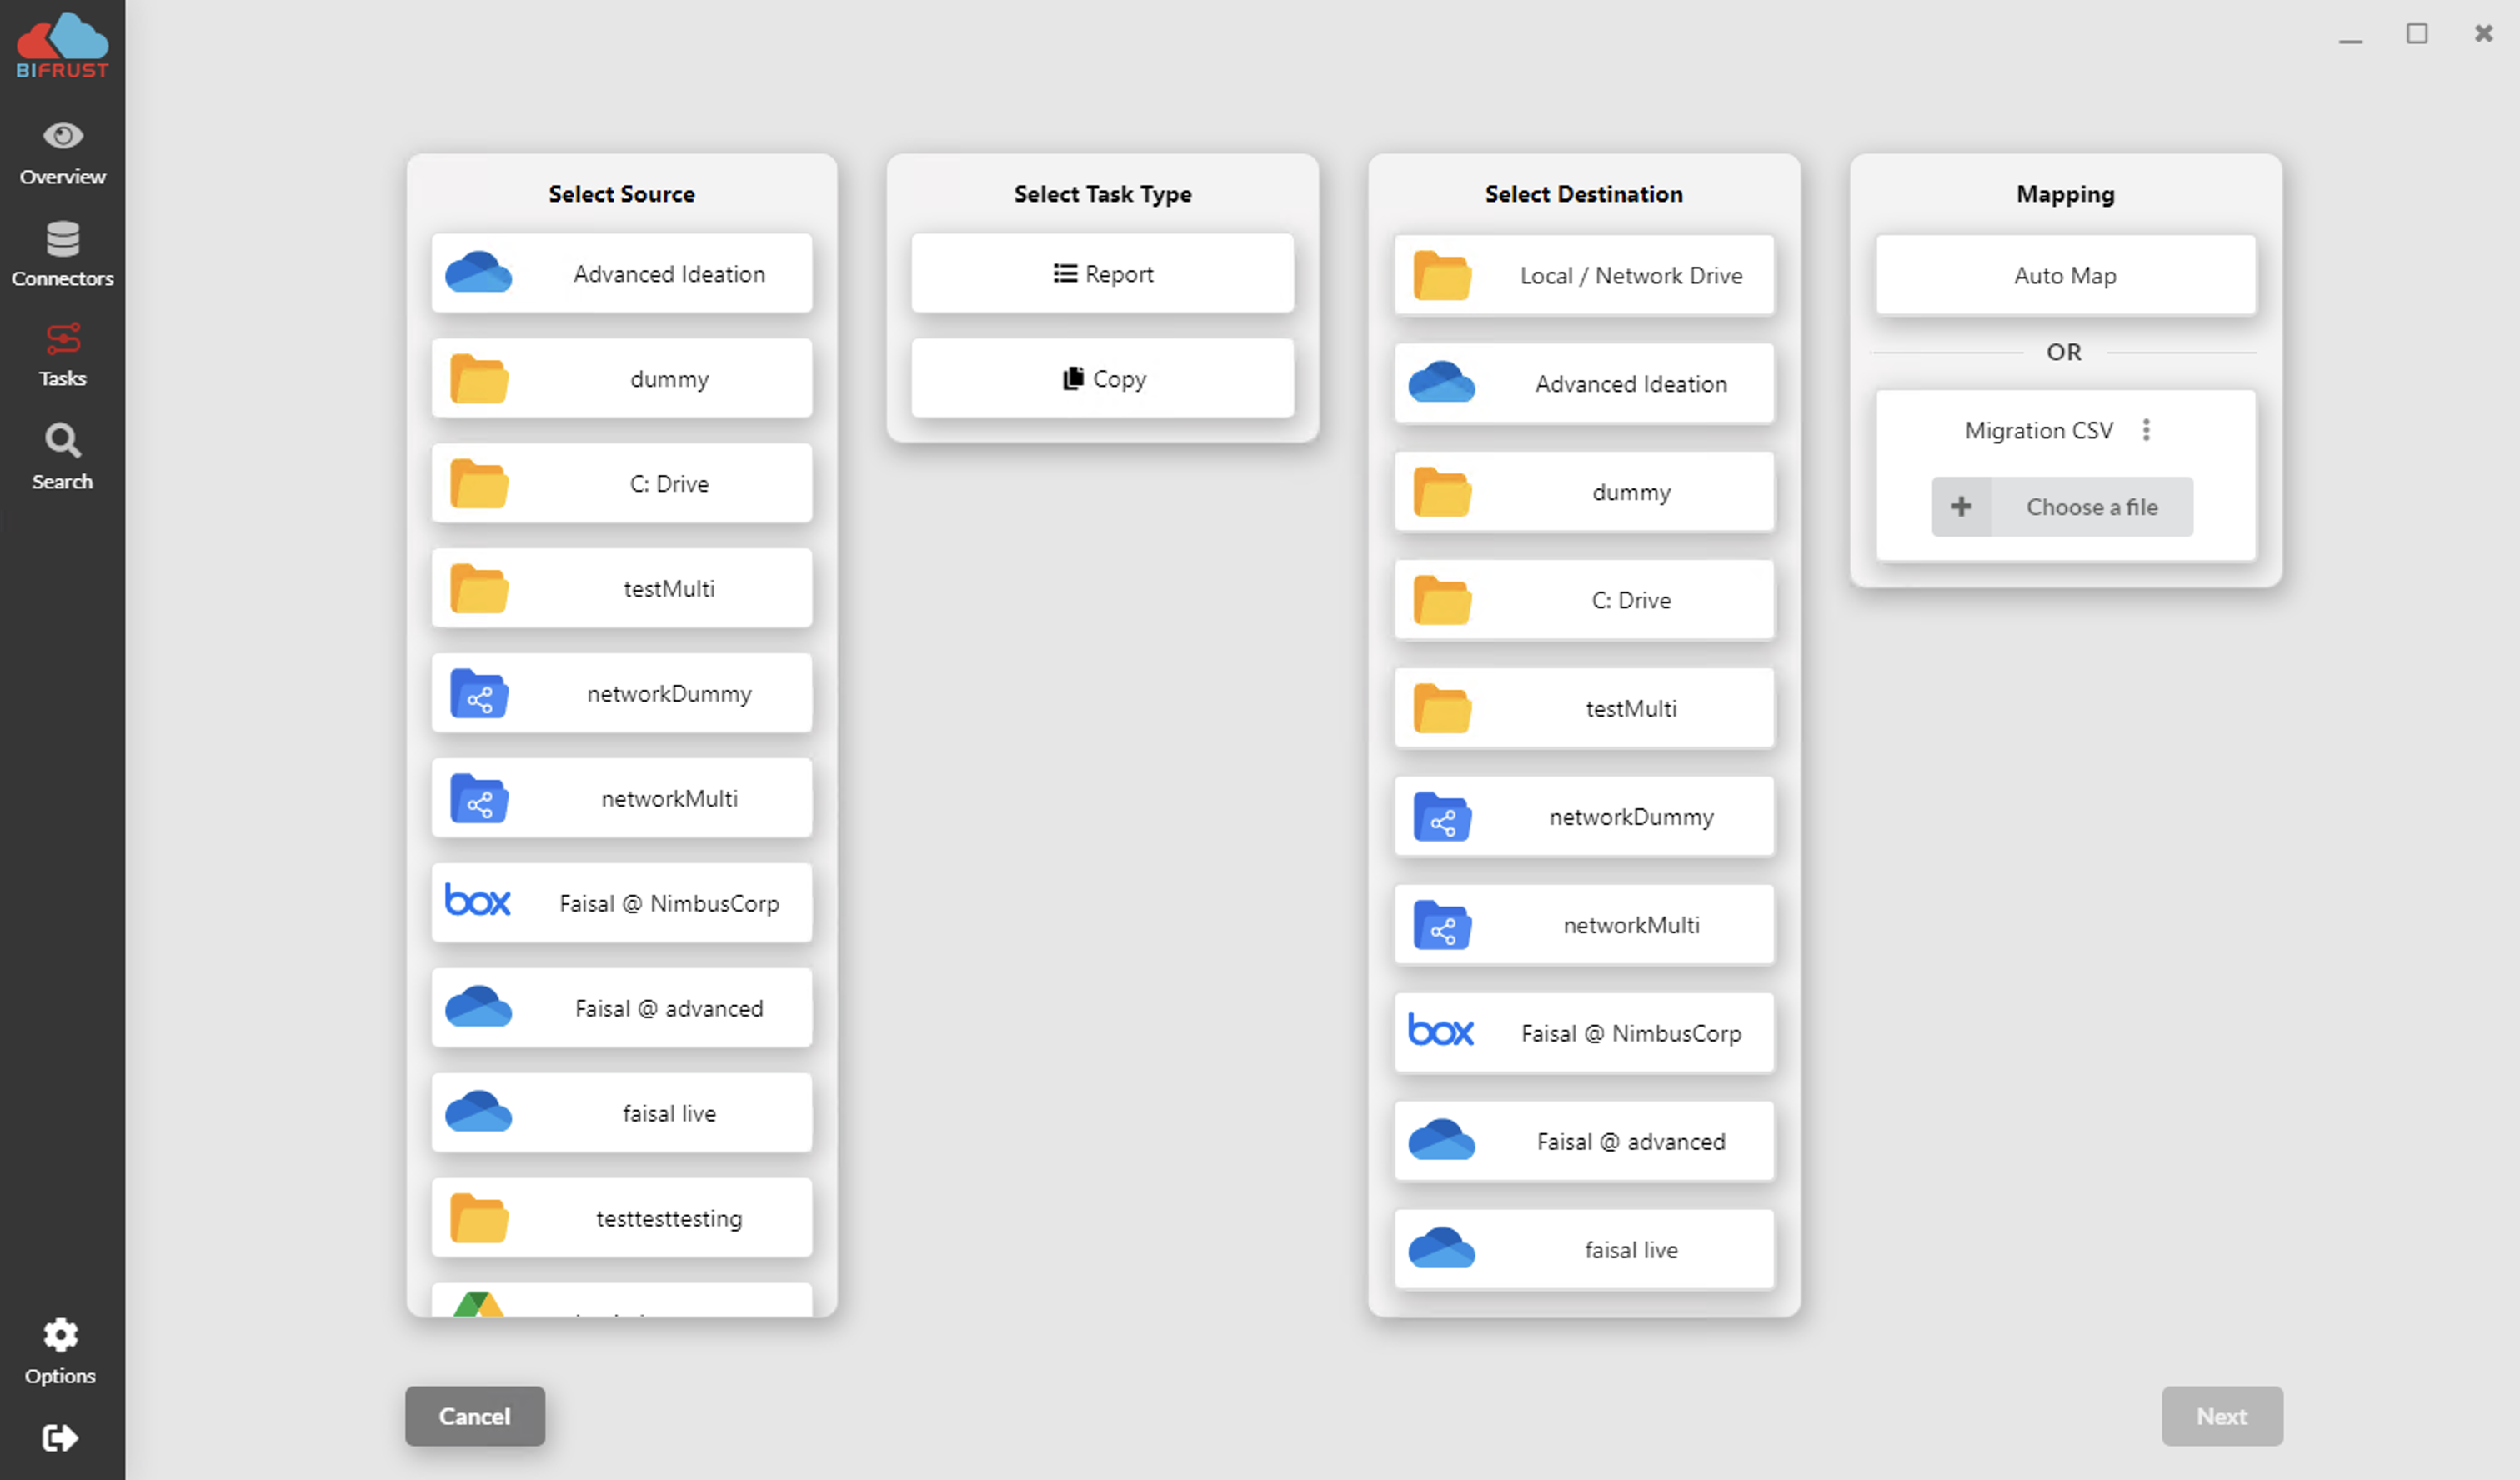 BIFRUST
Overview
Connectors
Tasks
Search
Options
Select Source
Advanced Ideation
dummy
C: Drive
testMulti
networkDummy
networkMulti
box Faisal @ NimbusCorp
Faisal @ advanced
faisal live
testtesttesting
Select Task Type
Report
Copy
Select Destination
Local / Network Drive
Advanced Ideation
dummy
C: Drive
testMulti
networkDummy
networkMulti
box Faisal @ NimbusCorp
Faisal @ advanced
faisal live
Mapping
Auto Map
OR
Migration CSV
Choose a file
Cancel
Next